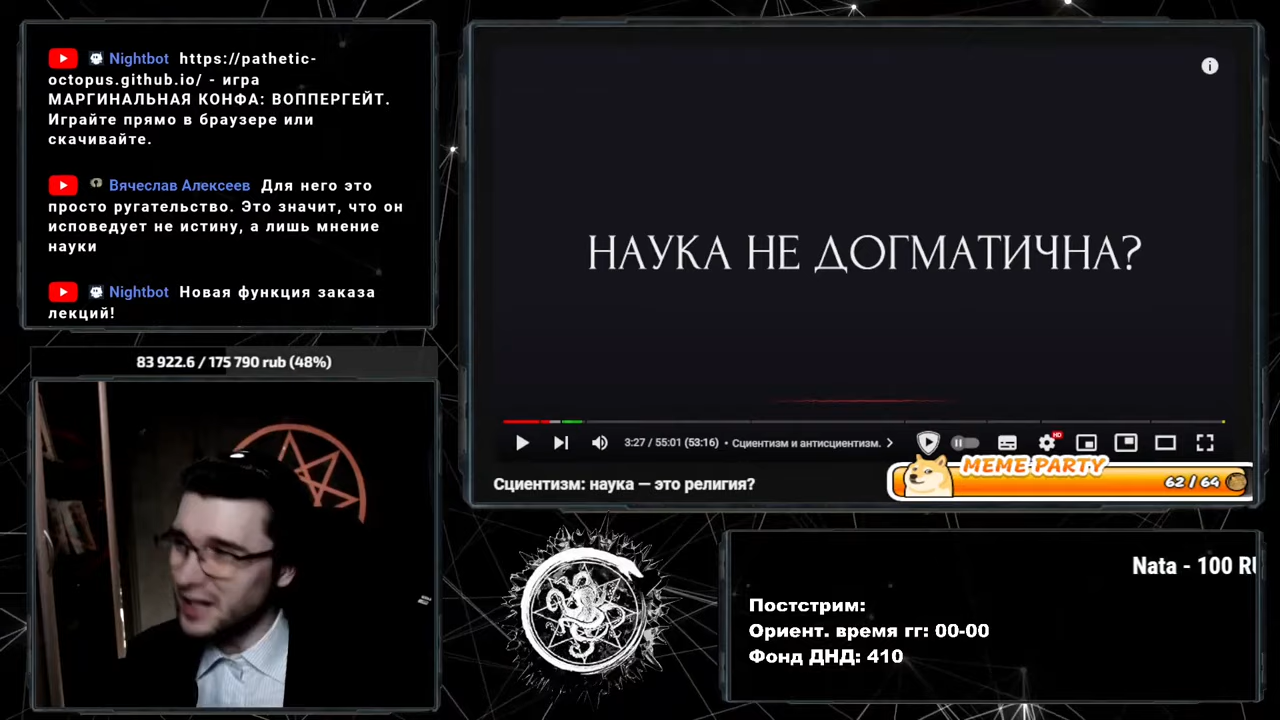 Nightbot https://pathetic-
octopus.github.io/ - игра
МАРГИНАЛЬНАЯ КОНФА: ВОППЕРГЕЙТ.
Играйте прямо в браузере или
скачивайте.
Вячеслав Алексеев Для него это
просто ругательство. Это значит, что он
исповедует не истину, а лишь мнение
науки
Nightbot Новая функция заказа
лекций!
83 922.6 / 175 790 rub (48%)
НАУКА НЕ ДОГМАТИЧНА?
3:27 / 55:01 (53:16) • Сциентизм и антисциентизм.
HD
Сциентизм: наука — это религия?
MEME PARTY
62 / 64
Nata - 100 RU
Постстрим:
Ориент. время гг: 00-00
Фонд ДНД: 410